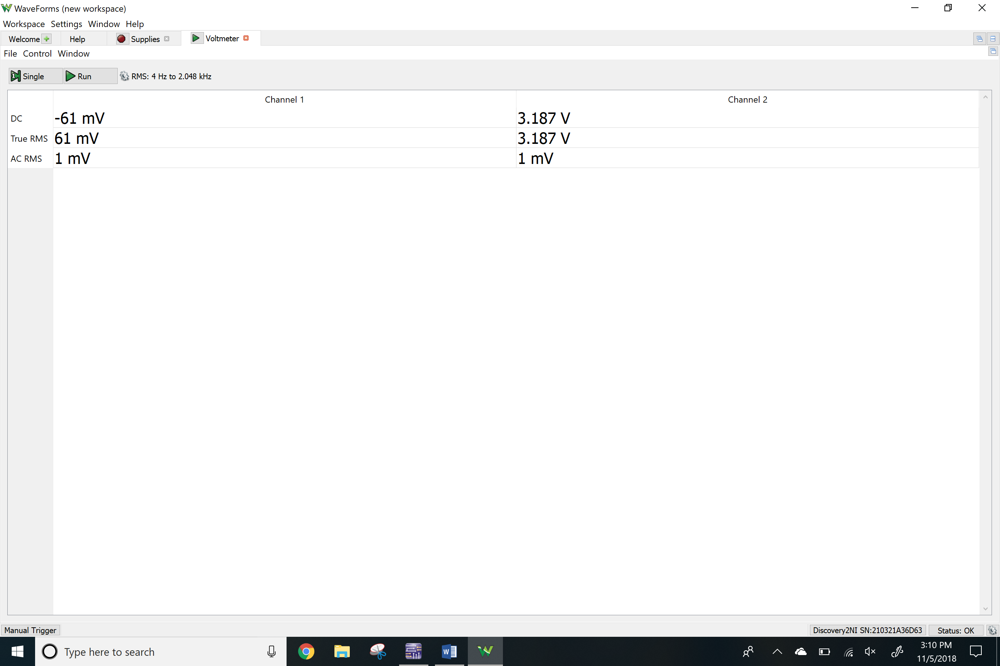 WaveForms (new workspace)
Workspace Settings Window Help
Welcome Help Supplies Voltmeter
File Control Window
Single Run RMS: 4 Hz to 2.048 kHz
Channel 1 Channel 2
DC -61 mV 3.187 V
True RMS 61 mV 3.187 V
AC RMS 1 mV 1 mV
Manual Trigger Discovery2NI SN:210321A36D63 Status: OK
Type here to search
3:10 PM
11/5/2018